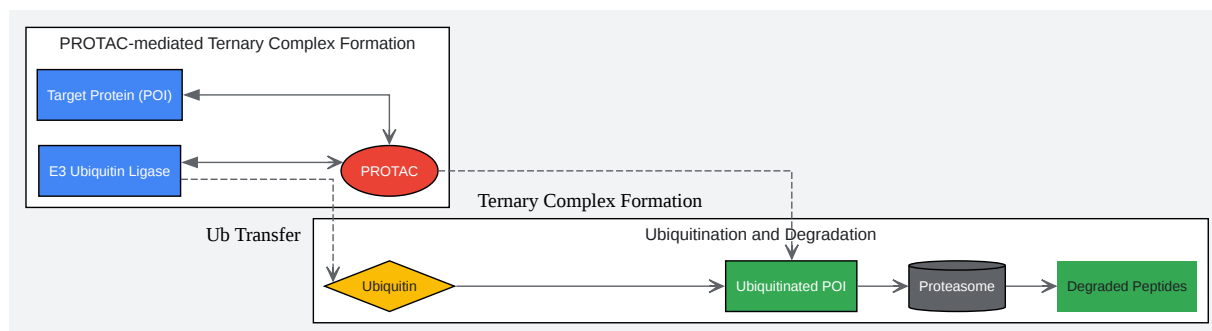 PROTAC-mediated Ternary Complex Formation
Target Protein (POI)
E3 Ubiquitin Ligase
PROTAC
Ternary Complex Formation
Ub Transfer
Ubiquitination and Degradation
Ubiquitin
Ubiquitinated POI
Proteasome
Degraded Peptides